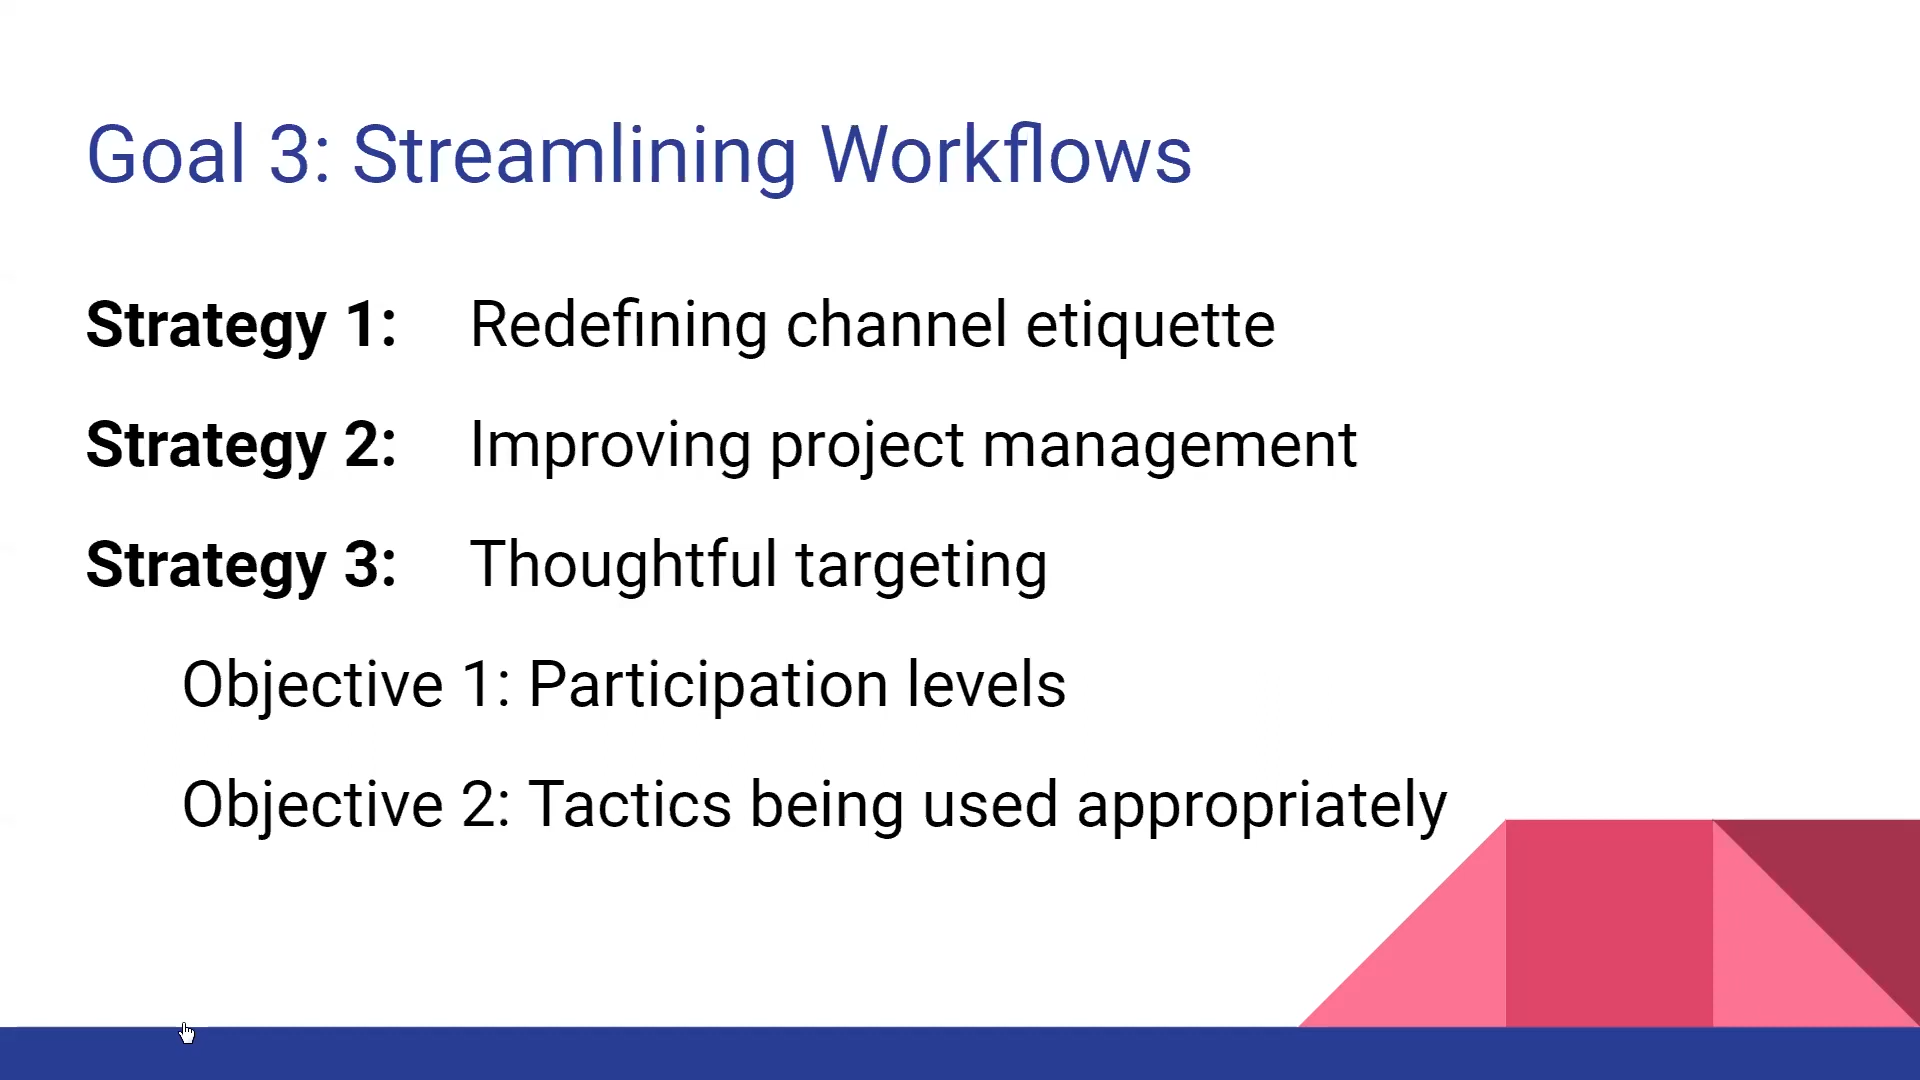 Goal 3: Streamlining Workflows
Strategy 1: Redefining channel etiquette
Strategy 2: Improving project management
Strategy 3: Thoughtful targeting
Objective 1: Participation levels
Objective 2: Tactics being used appropriately